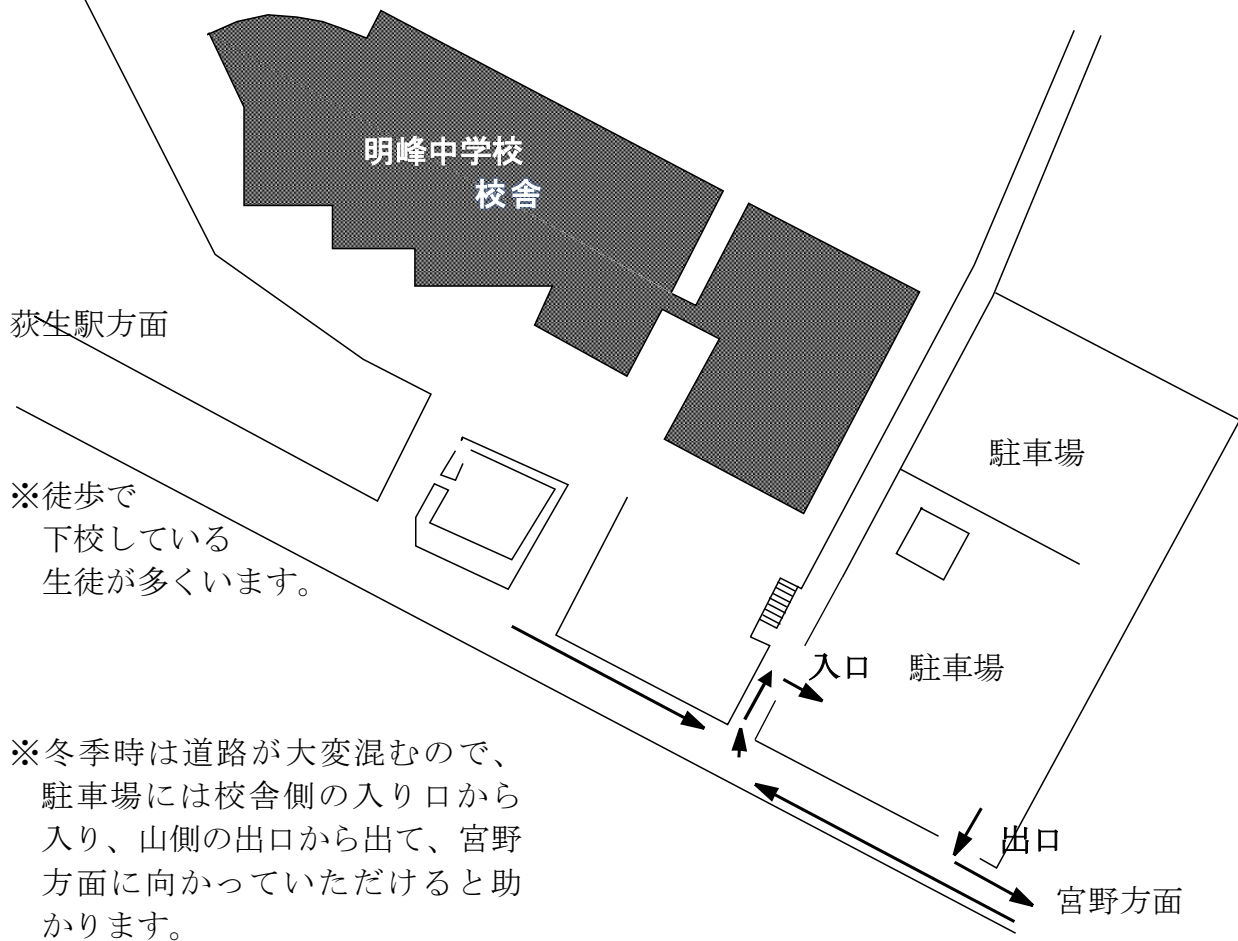 明峰中学校
校舎
荻生駅方面
駐車場
※徒歩で
下校している
生徒が多くいます。
入口
駐車場
※冬季時は道路が大変混むので、
駐車場には校舎側の入り口から
入り、山側の出口から出て、宮野
方面に向かっていただけると助
かります。
出口
宮野方面